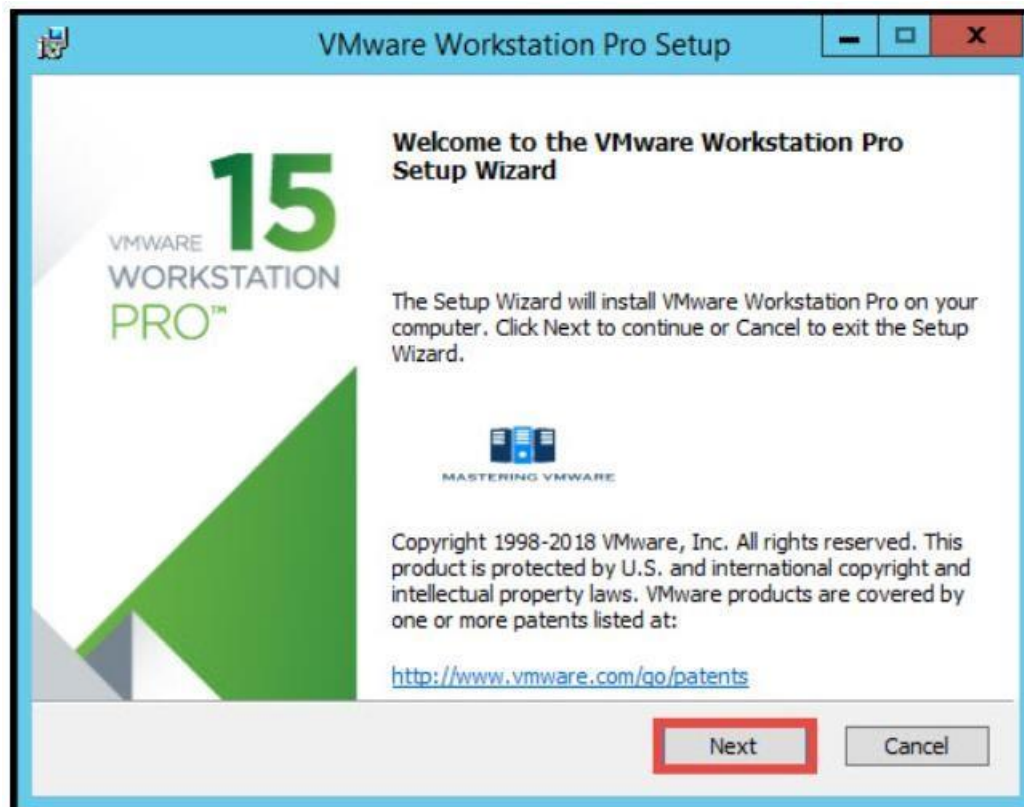 VMware Workstation Pro Setup
Welcome to the VMware Workstation Pro
Setup Wizard
15
VMWARE
WORKSTATION
PRO™
The Setup Wizard will install VMware Workstation Pro on your
computer. Click Next to continue or Cancel to exit the Setup
Wizard.
MASTERING VMWARE
Copyright 1998-2018 VMware, Inc. All rights reserved. This
product is protected by U.S. and international copyright and
intellectual property laws. VMware products are covered by
one or more patents listed at:
http://www.vmware.com/go/patents
Next
Cancel